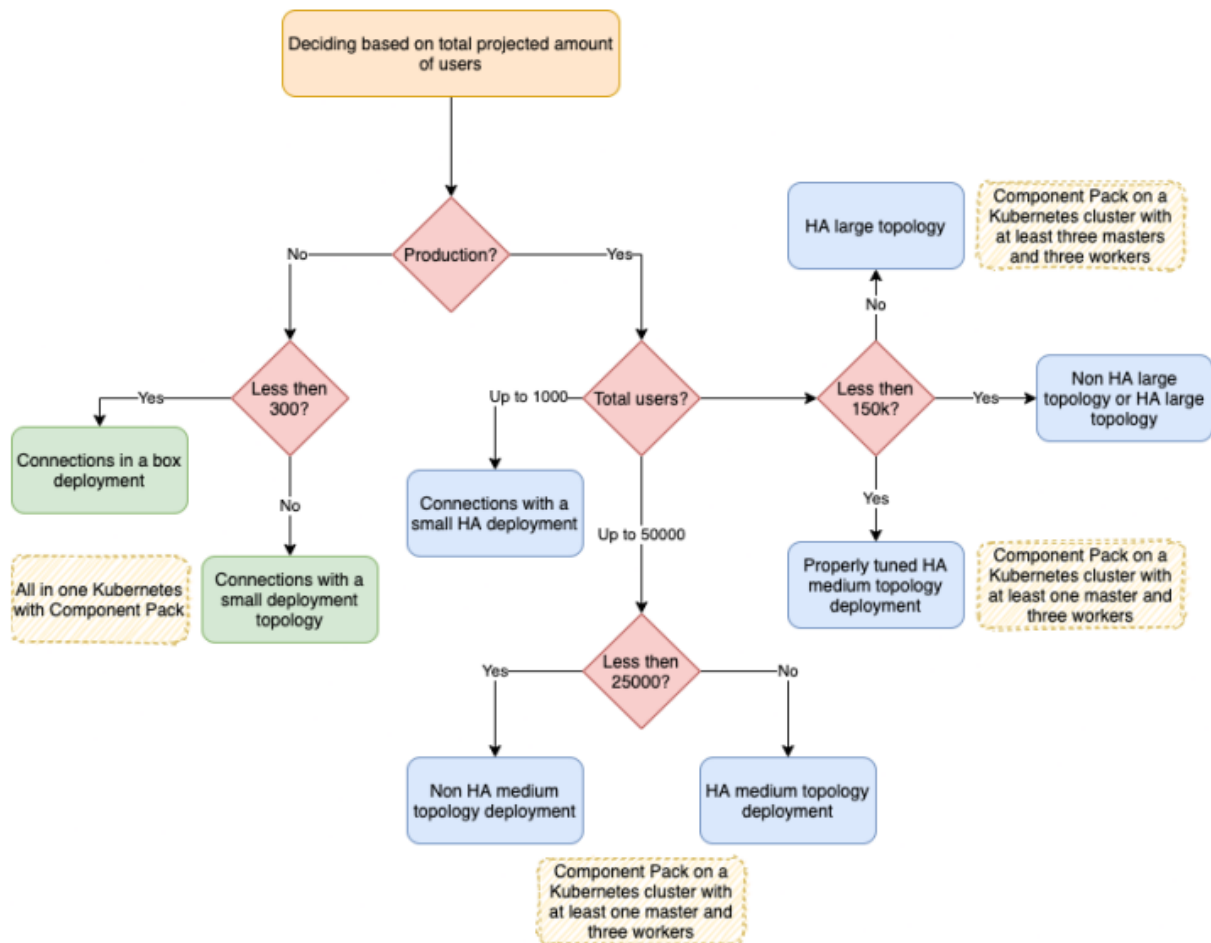 Deciding based on total projected amount
of users
Production?
No
Yes
HA large topology
Component Pack on a
Kubernetes cluster with
at least three masters
and three workers
No
Less then
300?
Yes
Total users?
Up to 1000
Less then
150k?
Yes
Non HA large
topology or HA large
topology
Connections in a box
deployment
No
Connections with a
small HA deployment
Up to 50000
Yes
All in one Kubernetes
with Component Pack
Connections with a
small deployment
topology
Properly tuned HA
medium topology
deployment
Component Pack on a
Kubernetes cluster with
at least one master and
three workers
Less then
25000?
Yes
No
Non HA medium
topology deployment
HA medium topology
deployment
Component Pack on a
Kubernetes cluster with
at least one master and
three workers